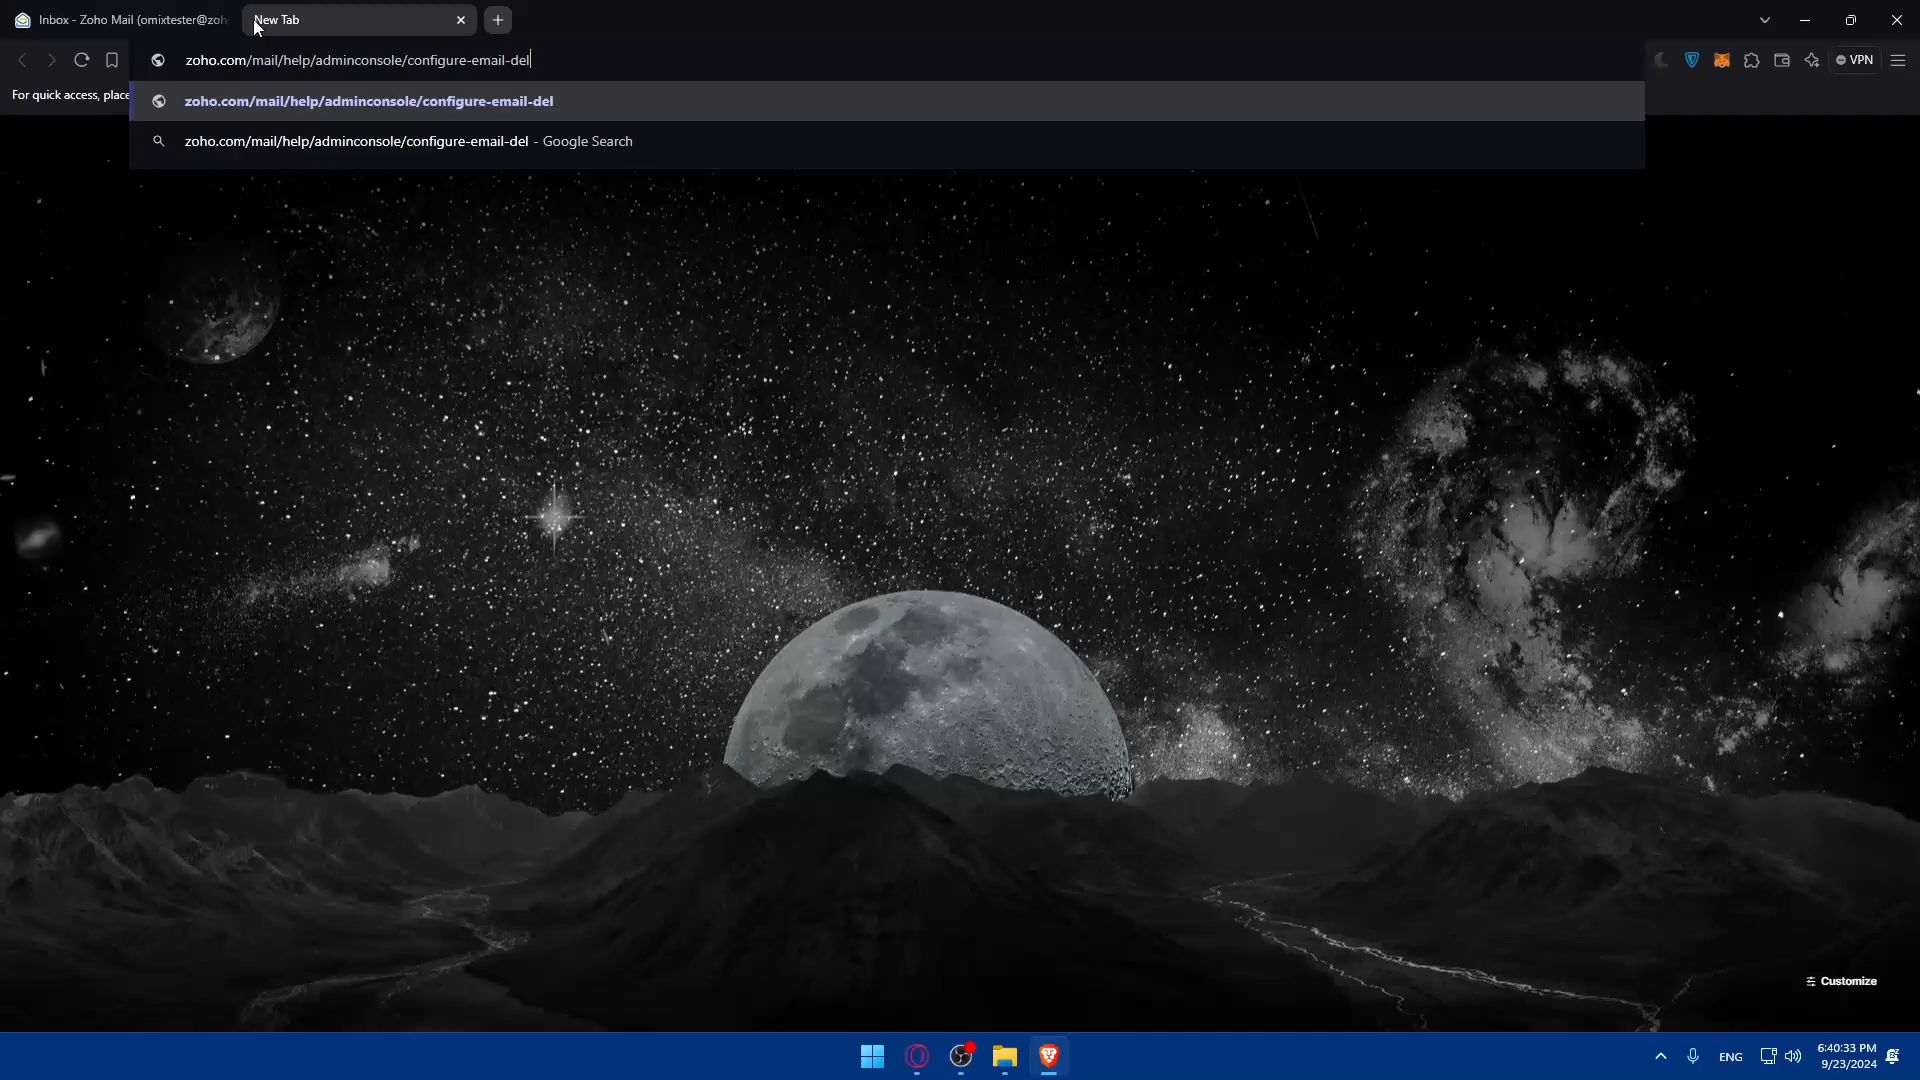 Inbox - Zoho Mail (omixtester@zoh
New Tab
zoho.com/mail/help/adminconsole/configure-email-del
VPN
For quick access, place
zoho.com/mail/help/adminconsole/configure-email-del
zoho.com/mail/help/adminconsole/configure-email-del - Google Search
Customize
ENG
6:40:33 PM
9/23/2024